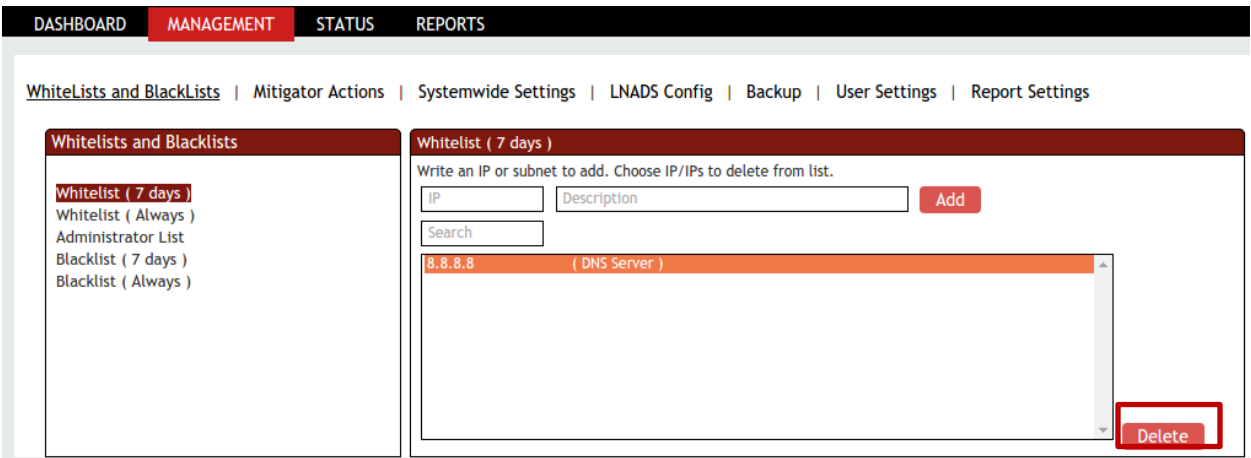 DASHBOARD MANAGEMENT STATUS REPORTS
WhiteLists and BlackLists | Mitigator Actions | Systemwide Settings | LNADS Config | Backup | User Settings | Report Settings
Whitelists and Blacklists
Whitelist ( 7 days )
Whitelist ( Always )
Administrator List
Blacklist ( 7 days )
Blacklist ( Always )
Whitelist ( 7 days )
Write an IP or subnet to add. Choose IP/IPs to delete from list.
IP Description Add
Search
8.8.8.8 ( DNS Server )
Delete